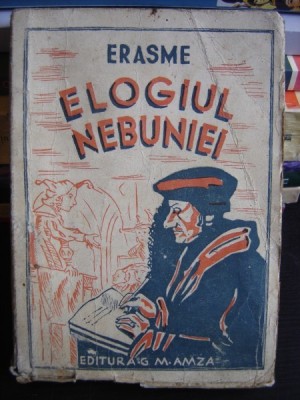 ERASME
ELOGIUL
NEBUNIEI
EDITURA G. M. AMZA